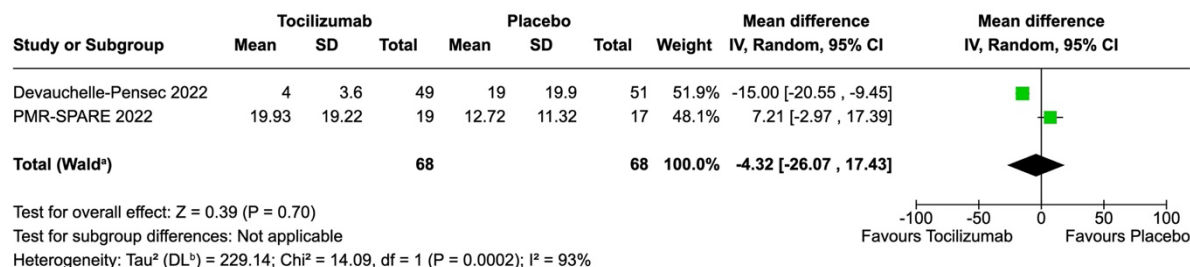 Tocilizumab Placebo Mean difference Mean difference
Study or Subgroup Mean SD Total Mean SD Total Weight IV, Random, 95% CI IV, Random, 95% CI
Devauchelle-Pensec 2022 4 3.6 49 19 19.9 51 51.9% -15.00 [-20.55 , -9.45]
PMR-SPARE 2022 19.93 19.22 19 12.72 11.32 17 48.1% 7.21 [-2.97 , 17.39]
Total (Waldᵃ) 68 68 100.0% -4.32 [-26.07 , 17.43]
Test for overall effect: Z = 0.39 (P = 0.70)
-100 -50 0 50 100
Test for subgroup differences: Not applicable
Favours Tocilizumab Favours Placebo
Heterogeneity: Tau² (DLᵇ) = 229.14; Chi² = 14.09, df = 1 (P = 0.0002); I² = 93%